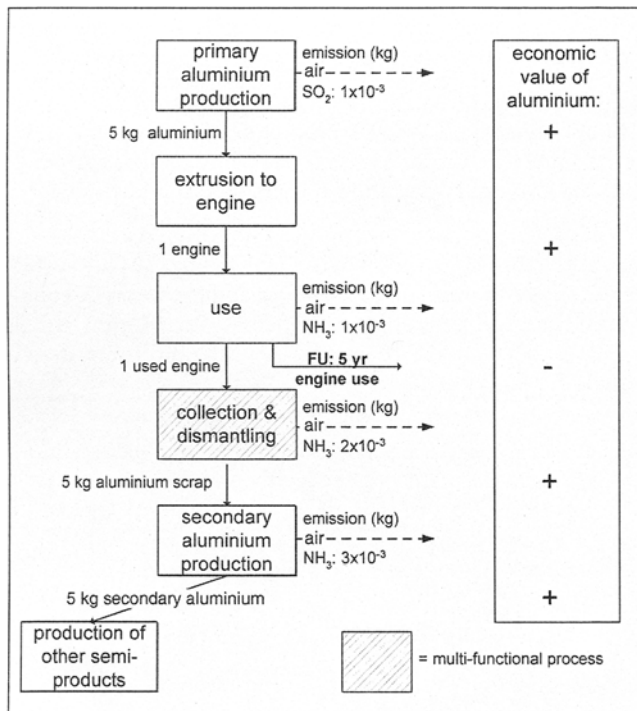 primary
aluminium
production
emission (kg)
air
SO₂: 1x10⁻³
economic
value of
aluminium:
5 kg aluminium
+
extrusion to
engine
1 engine
+
use
emission (kg)
air
NH₃: 1x10⁻³
1 used engine
FU: 5 yr
engine use
-
collection &
dismantling
emission (kg)
air
NH₃: 2x10⁻³
5 kg aluminium scrap
+
secondary
aluminium
production
emission (kg)
air
NH₃: 3x10⁻³
5 kg secondary aluminium
+
production of
other semi-
products
= multi-functional process